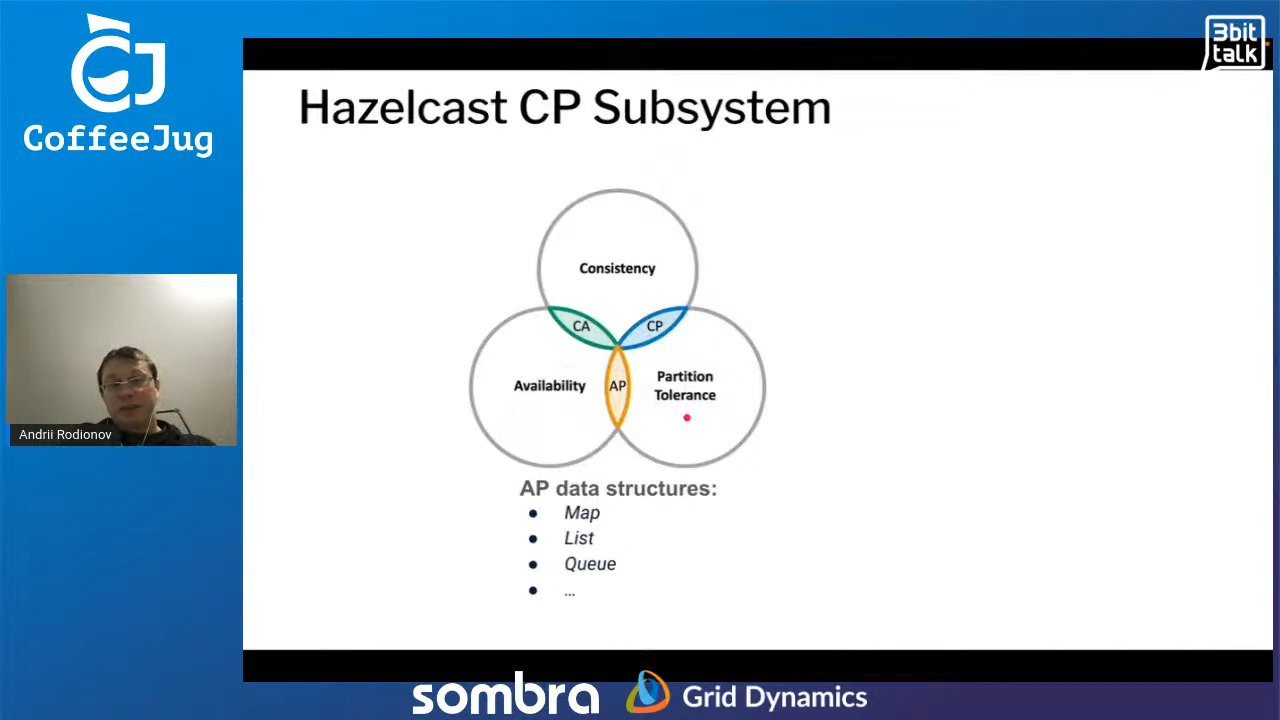 CoffeeJug
3bit
talk
Hazelcast CP Subsystem
Consistency
CA
CP
Availability
AP
Partition
Tolerance
AP data structures:
● Map
● List
● Queue
● ...
Andrii Rodionov
sombra
Grid Dynamics